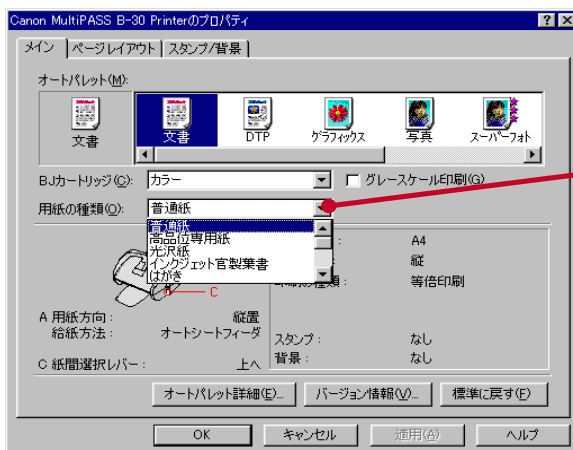 Canon MultiPASS B-30 Printerのプロパティ
メイン ページレイアウト スタンプ/背景
オートパレット(M):
文書
文書 DTP グラフィックス 写真 スーパーフォト
BJカートリッジ(C): カラー グレースケール印刷(G)
用紙の種類(O): 普通紙
普通紙
高品位専用紙
光沢紙
インクジェット官製葉書
はがき
: A4
縦
: 等倍印刷
C
A 用紙方向: 縦置
給紙方法: オートシートフィーダ
スタンプ: なし
背景: なし
C 紙間選択レバー: 上へ
オートパレット詳細(E)... バージョン情報(V)... 標準に戻す(F)
OK キャンセル 適用(A) ヘルプ